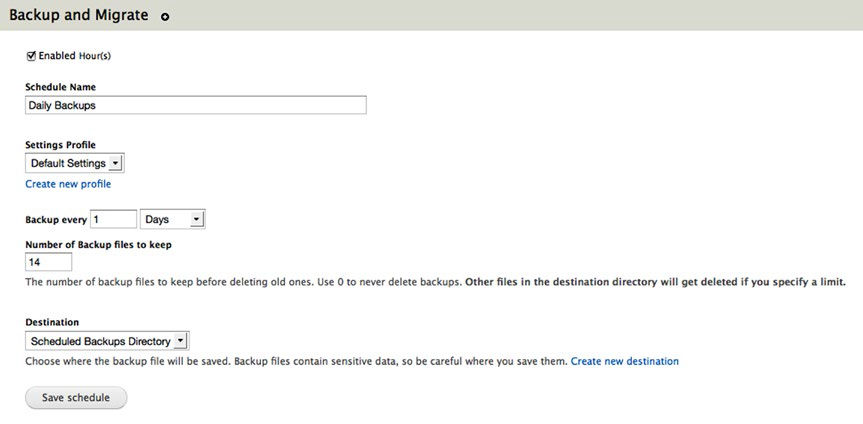 Backup and Migrate
Enabled Hour(s)
Schedule Name
Daily Backups
Settings Profile
Default Settings
Create new profile
Backup every 1 Days
Number of Backup files to keep
14
The number of backup files to keep before deleting old ones. Use 0 to never delete backups. Other files in the destination directory will get deleted if you specify a limit.
Destination
Scheduled Backups Directory
Choose where the backup file will be saved. Backup files contain sensitive data, so be careful where you save them. Create new destination
Save schedule